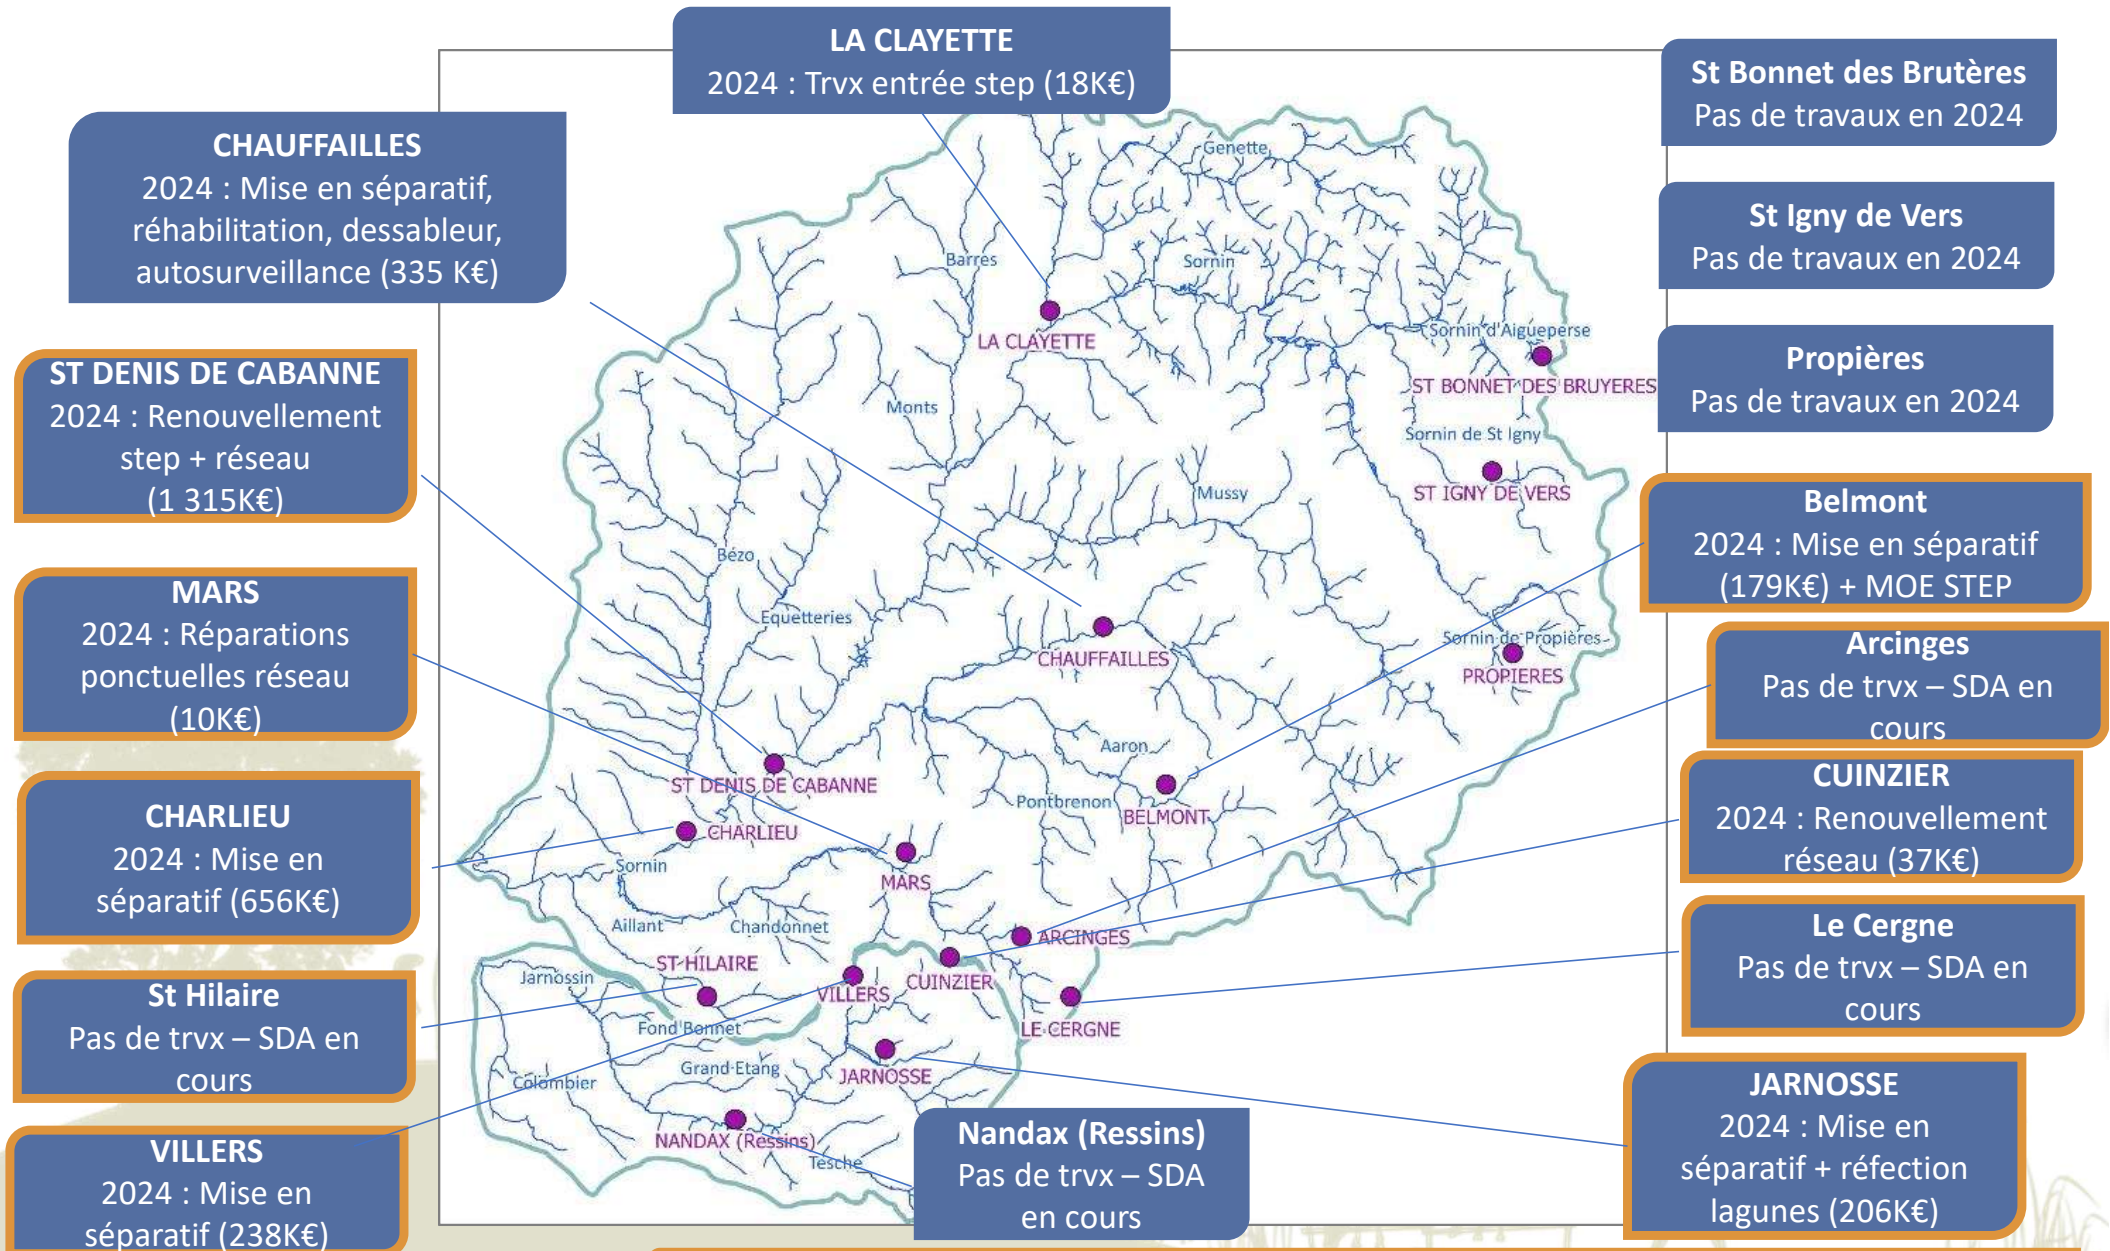 LA CLAYETTE
2024 : Trvx entrée step (18K€)
St Bonnet des Brutères
Pas de travaux en 2024
CHAUFFAILLES
2024 : Mise en séparatif,
réhabilitation, dessableur,
autosurveillance (335 K€)
St Igny de Vers
Pas de travaux en 2024
Propières
Pas de travaux en 2024
ST DENIS DE CABANNE
2024 : Renouvellement
step + réseau
(1 315K€)
Belmont
2024 : Mise en séparatif
(179K€) + MOE STEP
MARS
2024 : Réparations
ponctuelles réseau
(10K€)
Arcinges
Pas de trvx – SDA en
cours
CHARLIEU
2024 : Mise en
séparatif (656K€)
CUINZIER
2024 : Renouvellement
réseau (37K€)
Le Cergne
Pas de trvx – SDA en
cours
St Hilaire
Pas de trvx – SDA en
cours
JARNOSSE
2024 : Mise en
séparatif + réfection
lagunes (206K€)
VILLERS
2024 : Mise en
séparatif (238K€)
Nandax (Ressins)
Pas de trvx – SDA
en cours
Genette
Barres
Sornin
LA CLAYETTE
Sornin d'Aigueperse
ST BONNET DES BRUYERES
Monts
Sornin de St Igny
ST IGNY DE VERS
Mussy
Bézo
Equetteries
Sornin de Propières
CHAUFFAILLES
PROPIERES
Aaron
ST DENIS DE CABANNE
Pontbrenon
BELMONT
CHARLIEU
Sornin
MARS
Aillant
Chandonnet
ARCINGES
ST HILAIRE
Jarnossin
VILLERS
CUINZIER
Fond Bonnet
LE CERGNE
Grand Etang
JARNOSSE
Colombier
NANDAX (Ressins)
Tesche